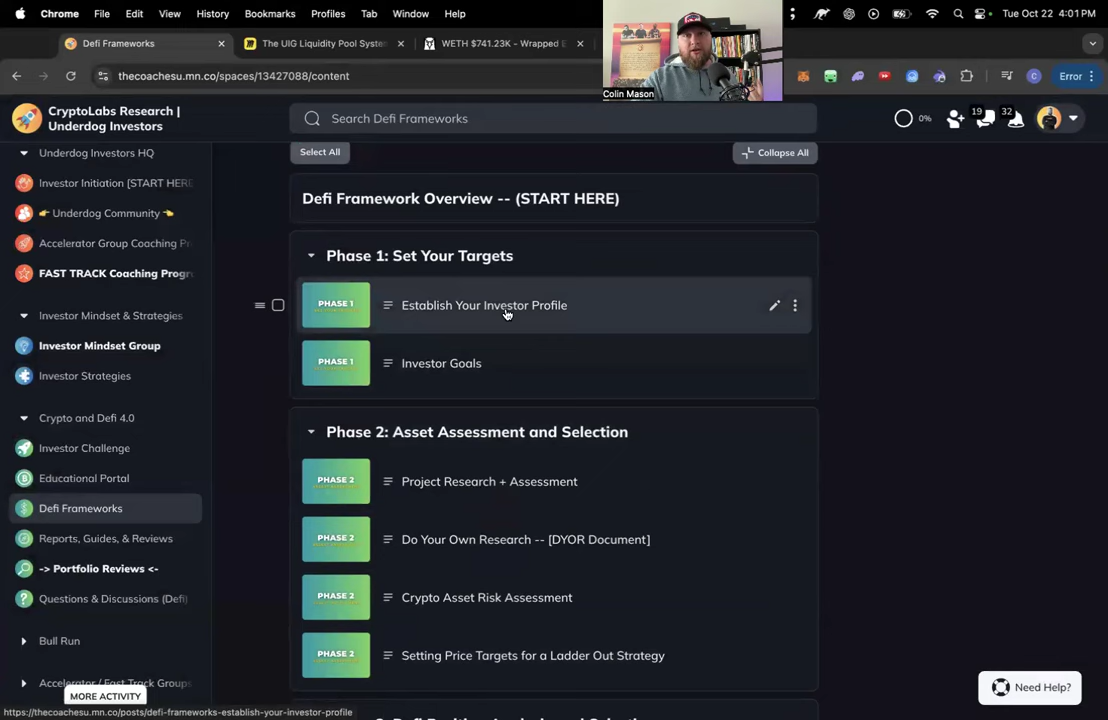 Chrome File Edit View History Bookmarks Profiles Tab Window Help
Tue Oct 22 4:01 PM
Defi Frameworks
The UIG Liquidity Pool Syste
WETH $741.23K - Wrapped E
Colin Mason
thecoachesu.mn.co/spaces/13427088/content
C
Error
CryptoLabs Research |
Underdog Investors
Search Defi Frameworks
0%
19
32
Underdog Investors HQ
Investor Initiation [START HERE
👉 Underdog Community 👈
Accelerator Group Coaching Pr
FAST TRACK Coaching Progr
Investor Mindset & Strategies
Investor Mindset Group
Investor Strategies
Crypto and Defi 4.0
Investor Challenge
Educational Portal
Defi Frameworks
Reports, Guides, & Reviews
-> Portfolio Reviews <-
Questions & Discussions (Defi)
Bull Run
Accelerator / Fast Track Groups
MORE ACTIVITY
https://thecoachesu.mn.co/posts/defi-frameworks-establish-your-investor-profile
Select All
Collapse All
Defi Framework Overview -- (START HERE)
Phase 1: Set Your Targets
PHASE 1
Establish Your Investor Profile
PHASE 1
Investor Goals
Phase 2: Asset Assessment and Selection
PHASE 2
Project Research + Assessment
PHASE 2
Do Your Own Research -- [DYOR Document]
PHASE 2
Crypto Asset Risk Assessment
PHASE 2
Setting Price Targets for a Ladder Out Strategy
Need Help?